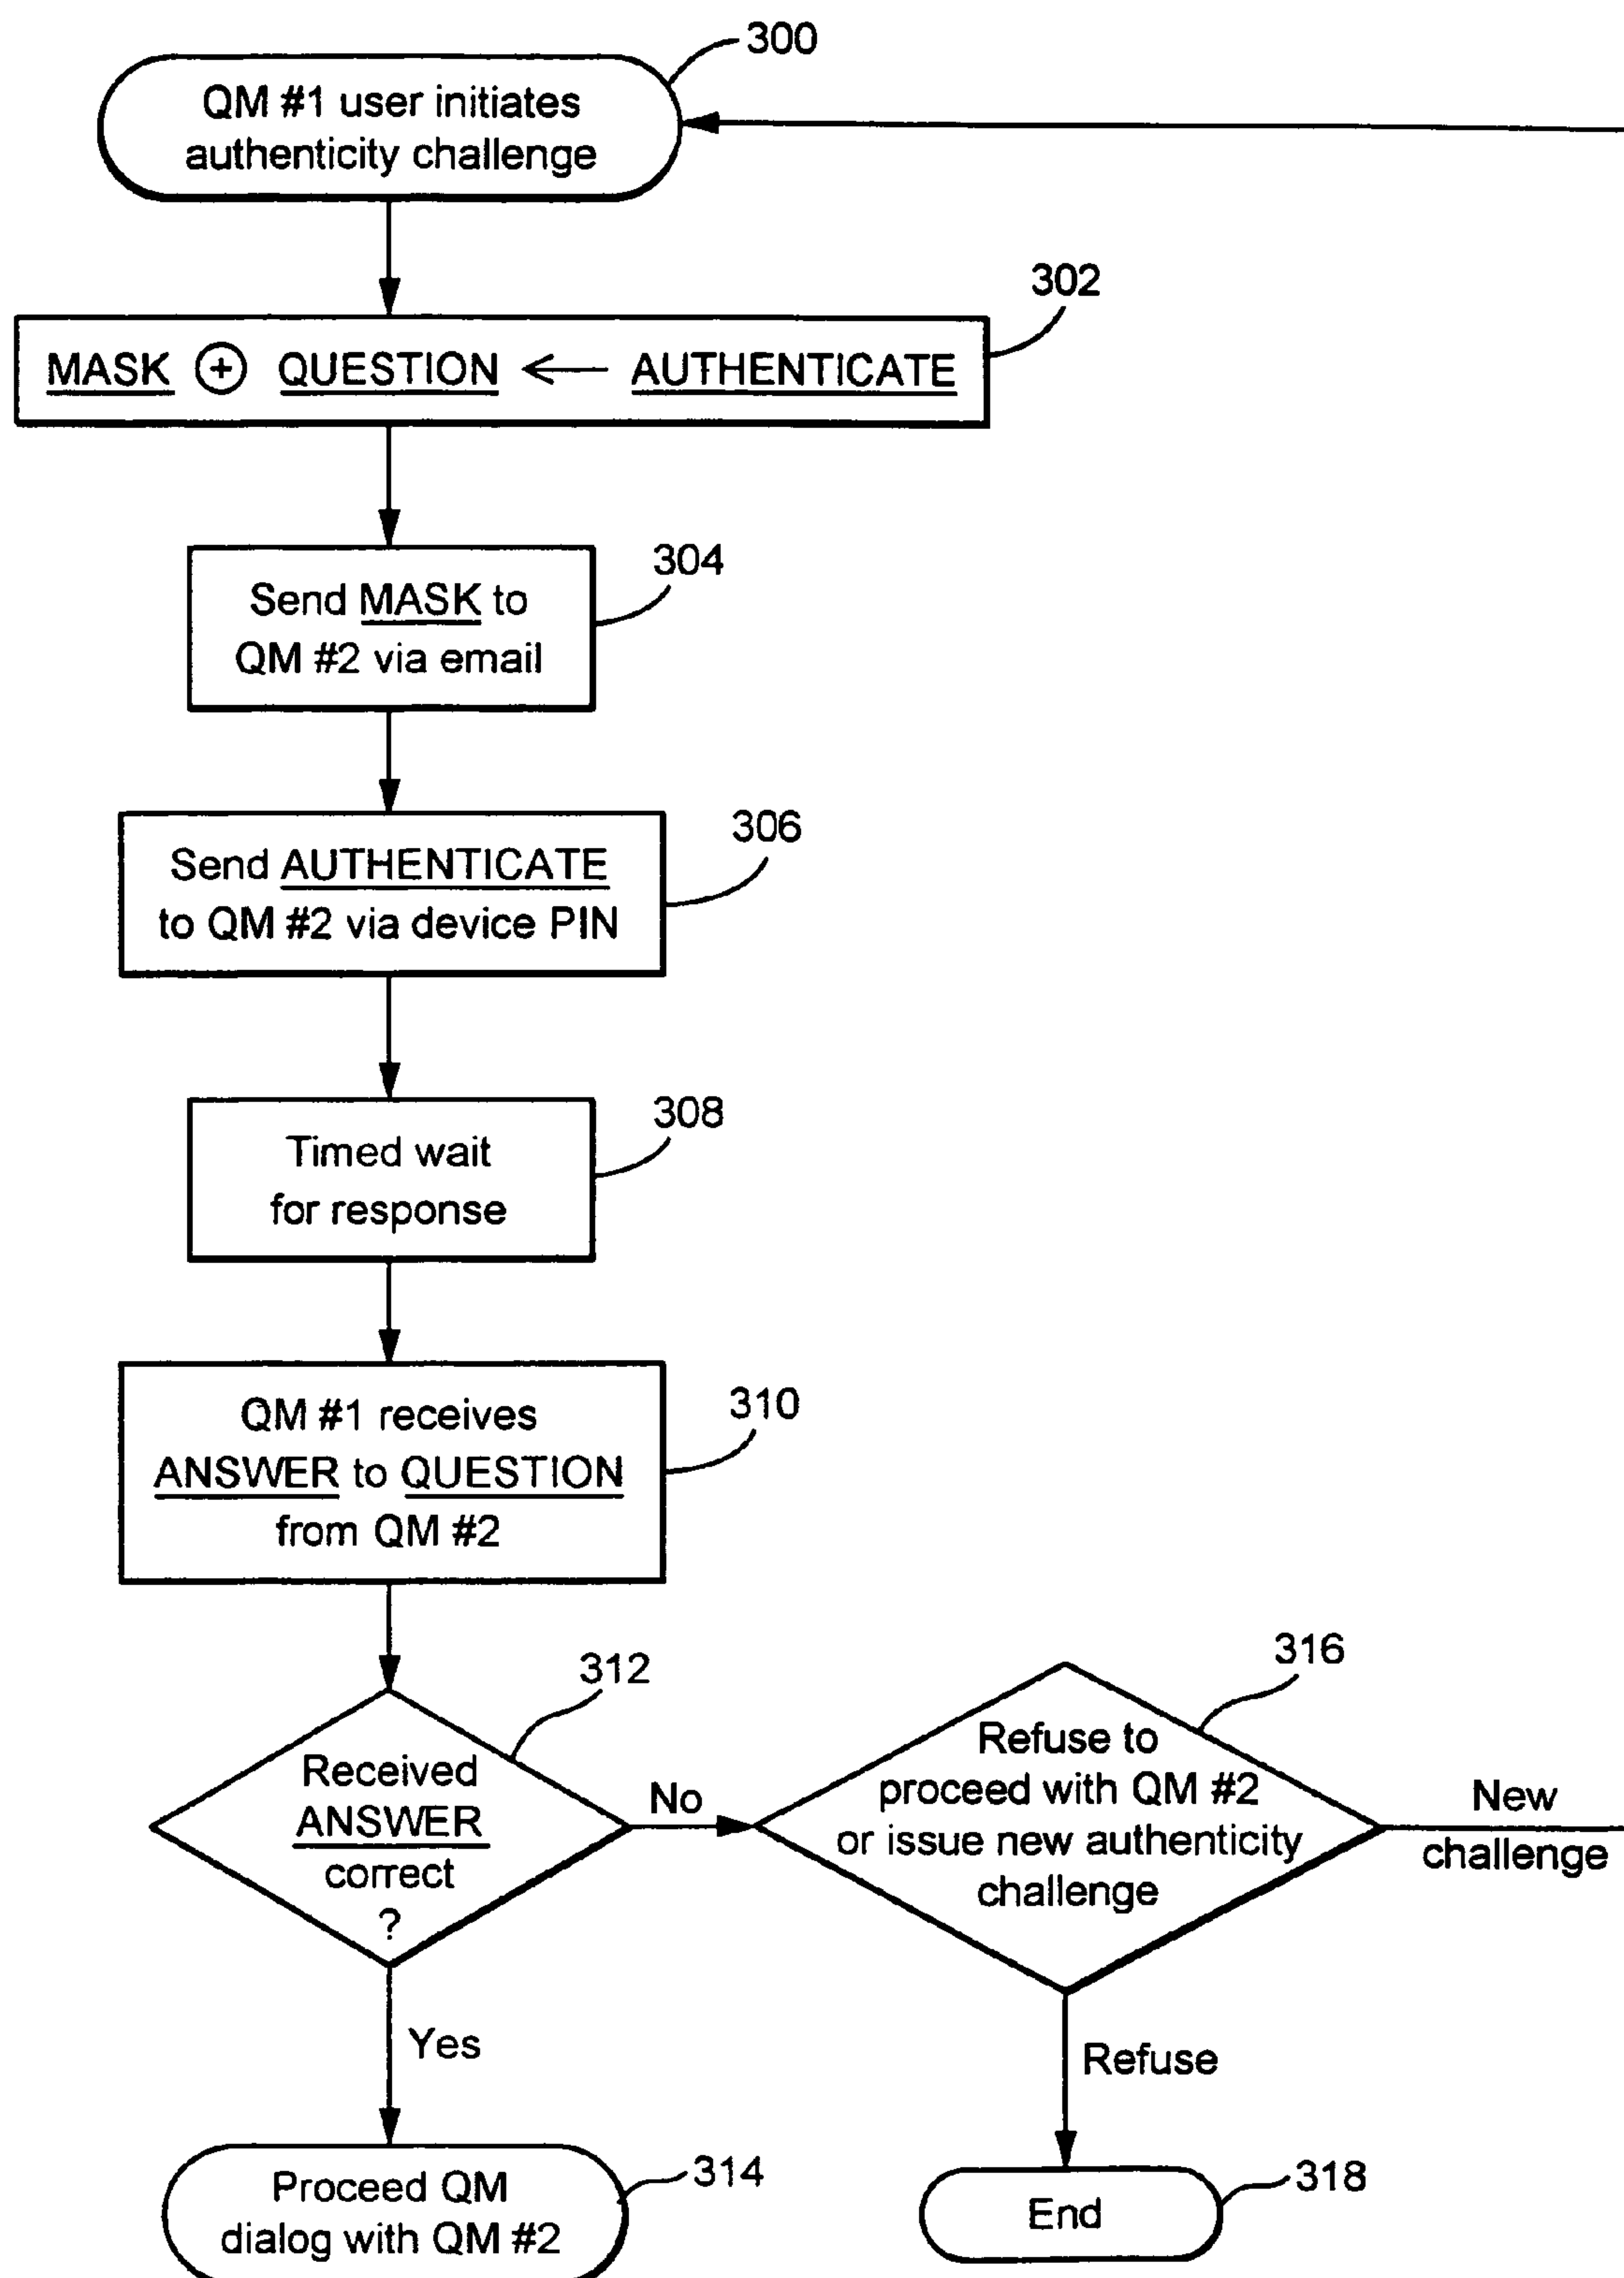 300
QM #1 user initiates
authenticity challenge
302
MASK ⊕ QUESTION ← AUTHENTICATE
304
Send MASK to
QM #2 via email
306
Send AUTHENTICATE
to QM #2 via device PIN
308
Timed wait
for response
310
QM #1 receives
ANSWER to QUESTION
from QM #2
312
Received
ANSWER
correct
?
No
316
Refuse to
proceed with QM #2
or issue new authenticity
challenge
New
challenge
Yes
Refuse
314
Proceed QM
dialog with QM #2
318
End